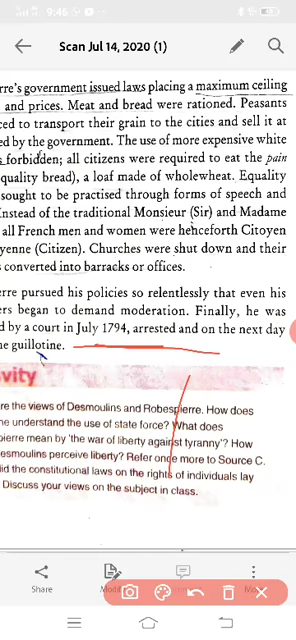 9:46
Scan Jul 14, 2020 (1)
rre's government issued laws placing a maximum ceiling
and prices. Meat and bread were rationed. Peasants
ced to transport their grain to the cities and sell it at
ed by the government. The use of more expensive white
s forbidden; all citizens were required to eat the pain
equality bread), a loaf made of wholewheat. Equality
sought to be practised through forms of speech and
Instead of the traditional Monsieur (Sir) and Madame
all French men and women were henceforth Citoyen
yenne (Citizen). Churches were shut down and their
s converted into barracks or offices.
erre pursued his policies so relentlessly that even his
ers began to demand moderation. Finally, he was
d by a court in July 1794, arrested and on the next day
he guillotine.
vity
re the views of Desmoulins and Robespierre. How does
ne understand the use of state force? What does
pierre mean by 'the war of liberty against tyranny'? How
esmoulins perceive liberty? Refer once more to Source C.
did the constitutional laws on the rights of individuals lay
Discuss your views on the subject in class.
Share